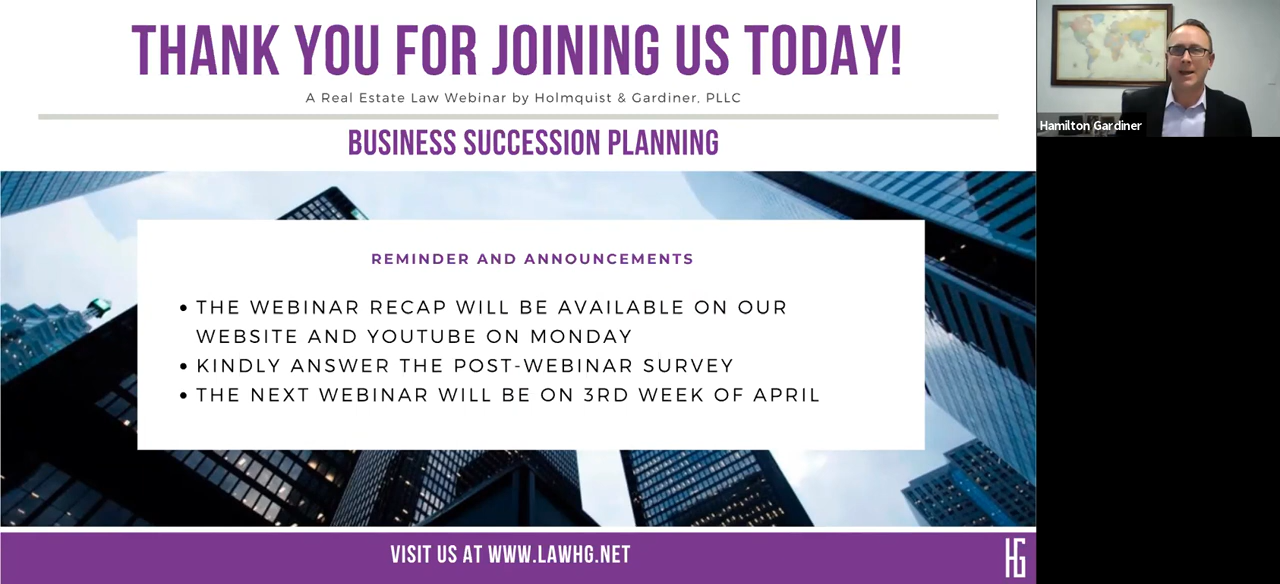 THANK YOU FOR JOINING US TODAY!
A Real Estate Law Webinar by Holmquist & Gardiner, PLLC
BUSINESS SUCCESSION PLANNING
REMINDER AND ANNOUNCEMENTS
• THE WEBINAR RECAP WILL BE AVAILABLE ON OUR
WEBSITE AND YOUTUBE ON MONDAY
• KINDLY ANSWER THE POST-WEBINAR SURVEY
• THE NEXT WEBINAR WILL BE ON 3RD WEEK OF APRIL
VISIT US AT WWW.LAWHG.NET
HG
Hamilton Gardiner